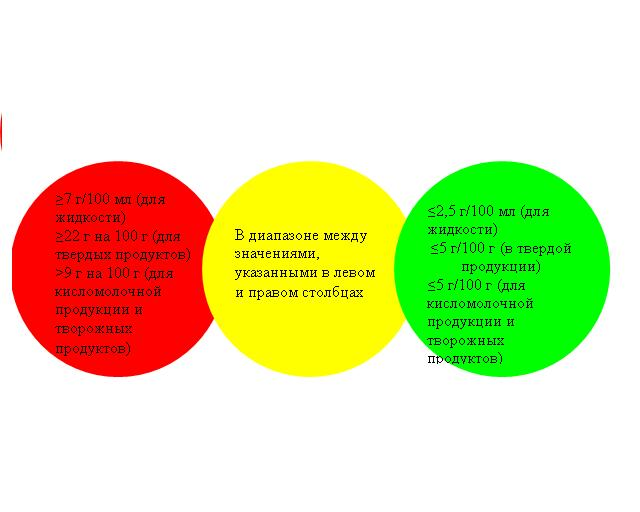 ≥7 г/100 мл (для
жидкости)
≥22 г на 100 г (для
твердых продуктов)
>9 г на 100 г (для
кисломолочной
продукции и
творожных
продуктов)
В диапазоне между
значениями,
указанными в левом
и правом столбцах
≤2,5 г/100 мл (для
жидкости)
≤5 г/100 г (в твердой
продукции)
≤5 г/100 г (для
кисломолочной
продукции и
творожных
продуктов)